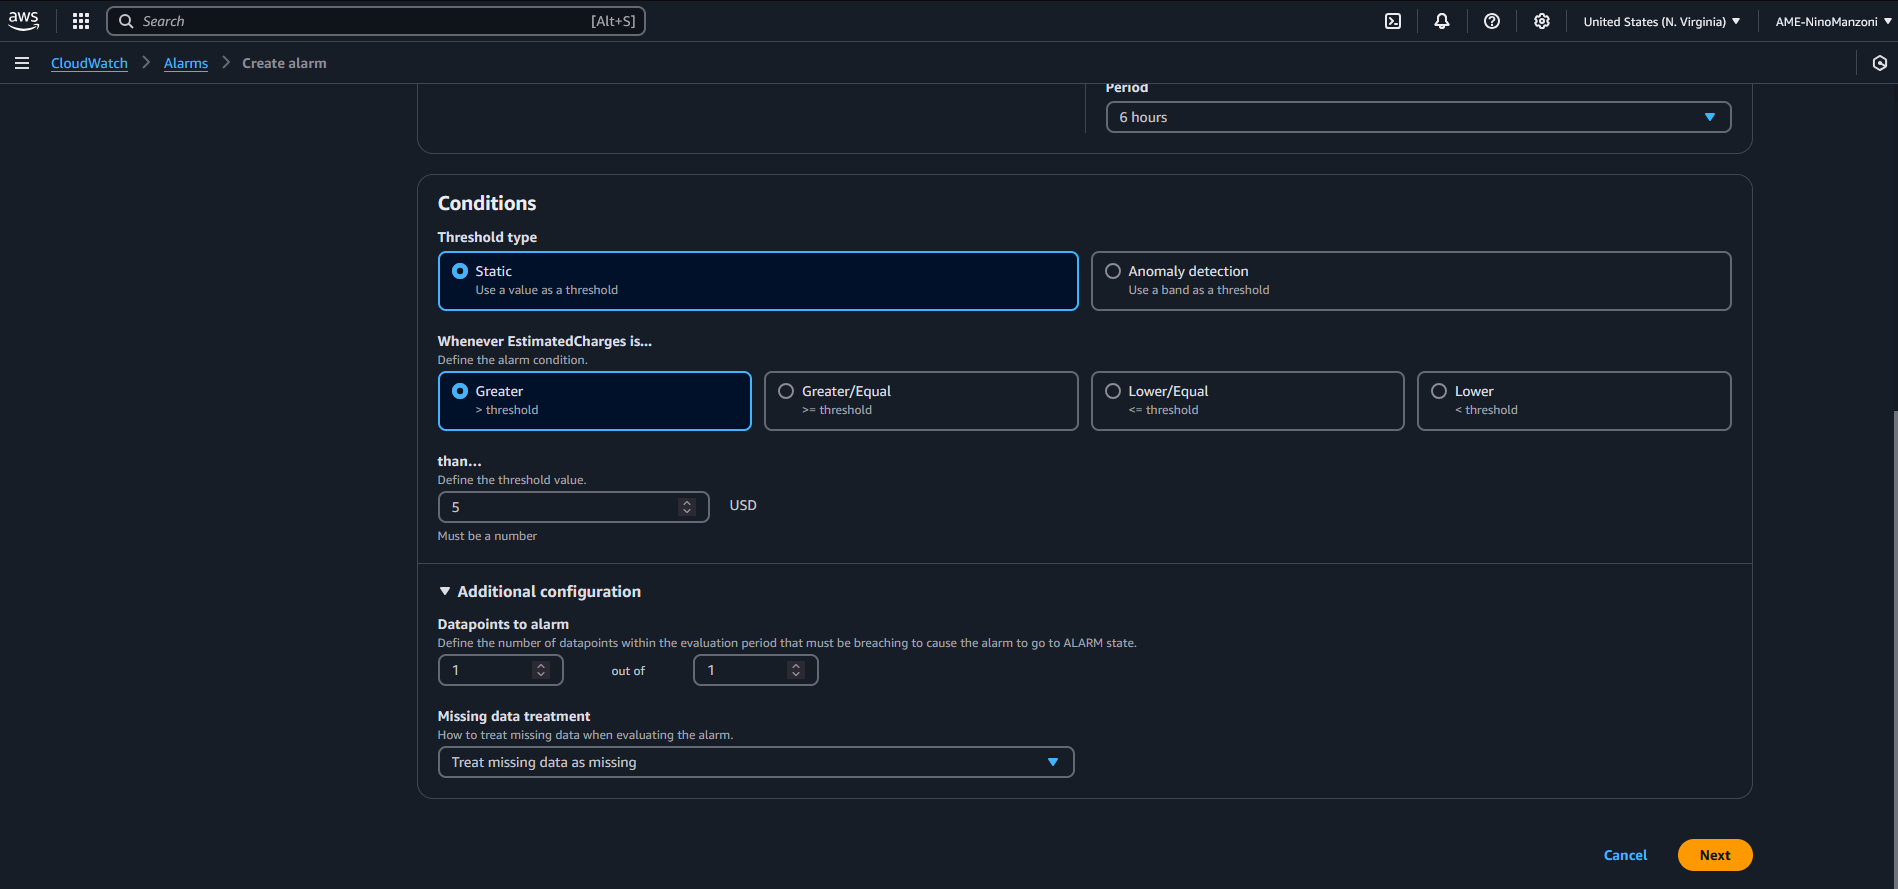 aws
Search [Alt+S]
United States (N. Virginia)
AME-NinoManzoni
CloudWatch
Alarms
Create alarm
Period
6 hours
Conditions
Threshold type
Static
Use a value as a threshold
Anomaly detection
Use a band as a threshold
Whenever EstimatedCharges is...
Define the alarm condition.
Greater
> threshold
Greater/Equal
>= threshold
Lower/Equal
<= threshold
Lower
< threshold
than...
Define the threshold value.
5 USD
Must be a number
Additional configuration
Datapoints to alarm
Define the number of datapoints within the evaluation period that must be breaching to cause the alarm to go to ALARM state.
1 out of 1
Missing data treatment
How to treat missing data when evaluating the alarm.
Treat missing data as missing
Cancel
Next